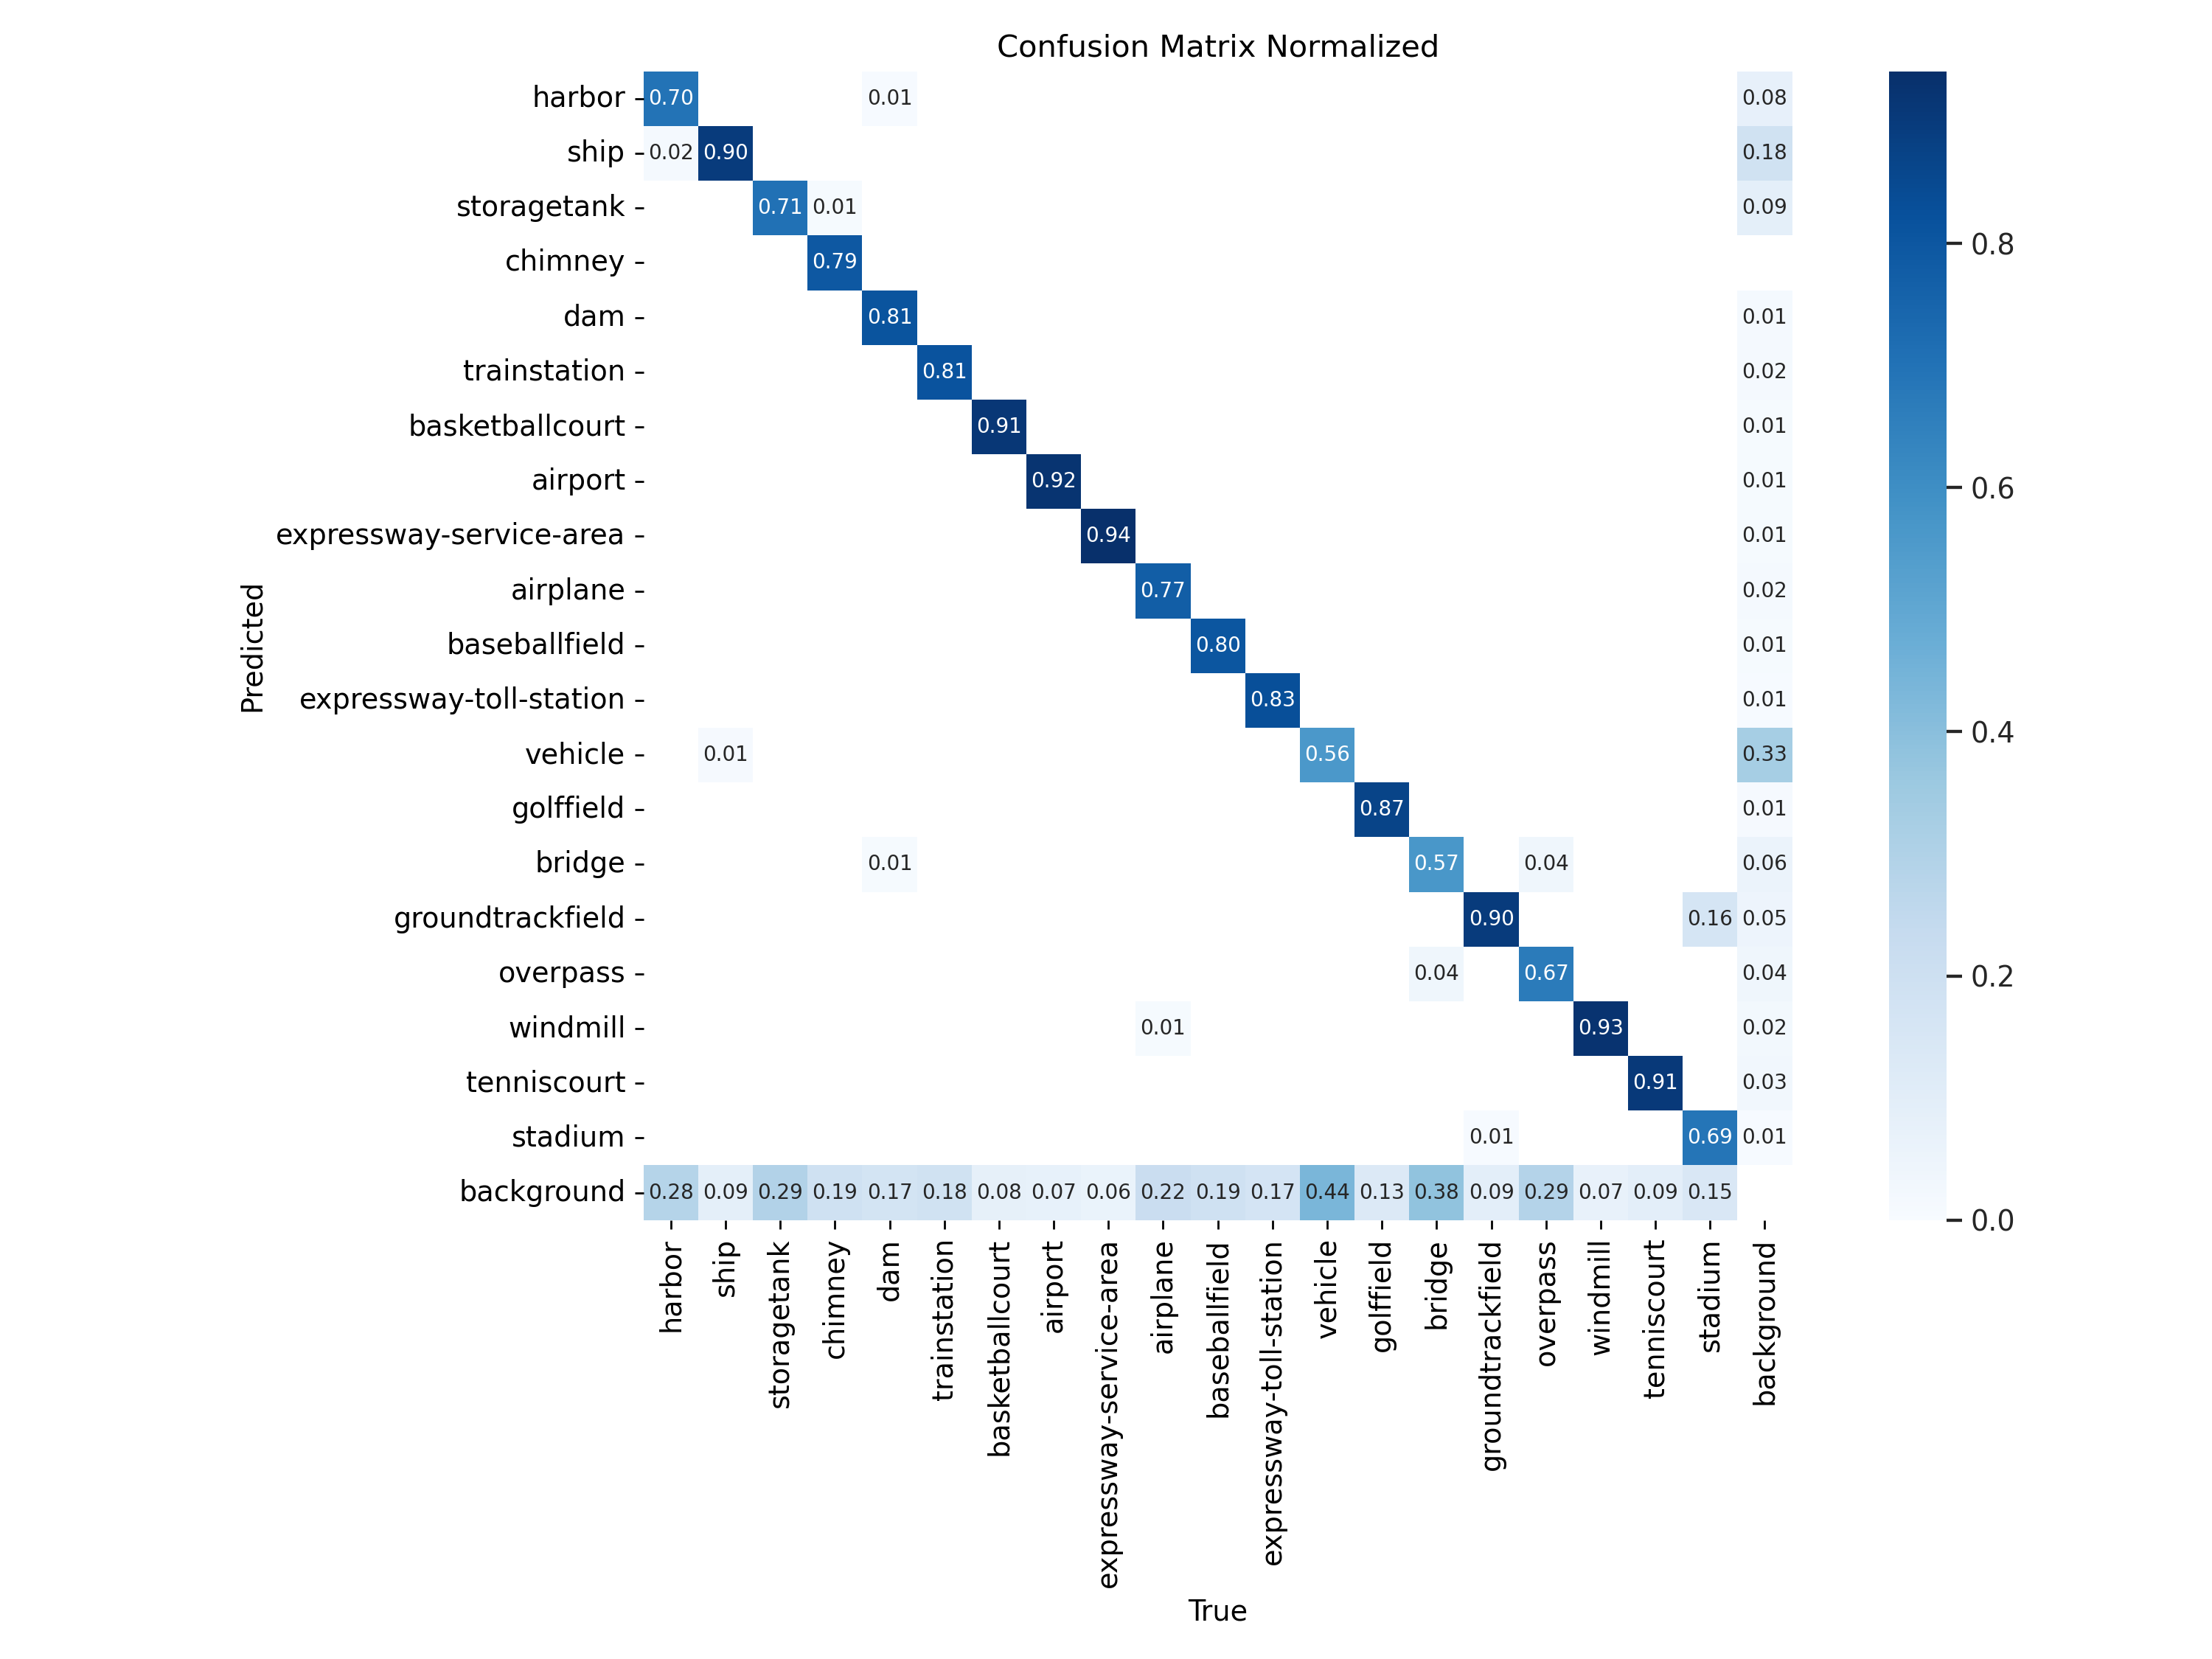 Confusion Matrix Normalized
harbor 0.70 0.01 0.08
ship 0.02 0.90 0.18
storagetank 0.71 0.01 0.09
chimney 0.79
dam 0.81 0.01
trainstation 0.81 0.02
basketballcourt 0.91 0.01
airport 0.92 0.01
expressway-service-area 0.94 0.01
airplane 0.77 0.02
baseballfield 0.80 0.01
expressway-toll-station 0.83 0.01
vehicle 0.01 0.56 0.33
golffield 0.87 0.01
bridge 0.01 0.57 0.04 0.06
groundtrackfield 0.90 0.16 0.05
overpass 0.04 0.67 0.04
windmill 0.01 0.93 0.02
tenniscourt 0.91 0.03
stadium 0.01 0.69 0.01
background 0.28 0.09 0.29 0.19 0.17 0.18 0.08 0.07 0.06 0.22 0.19 0.17 0.44 0.13 0.38 0.09 0.29 0.07 0.09 0.15
Predicted
harbor
ship
storagetank
chimney
dam
trainstation
basketballcourt
airport
expressway-service-area
airplane
baseballfield
expressway-toll-station
vehicle
golffield
bridge
groundtrackfield
overpass
windmill
tenniscourt
stadium
background
True
0.8
0.6
0.4
0.2
0.0